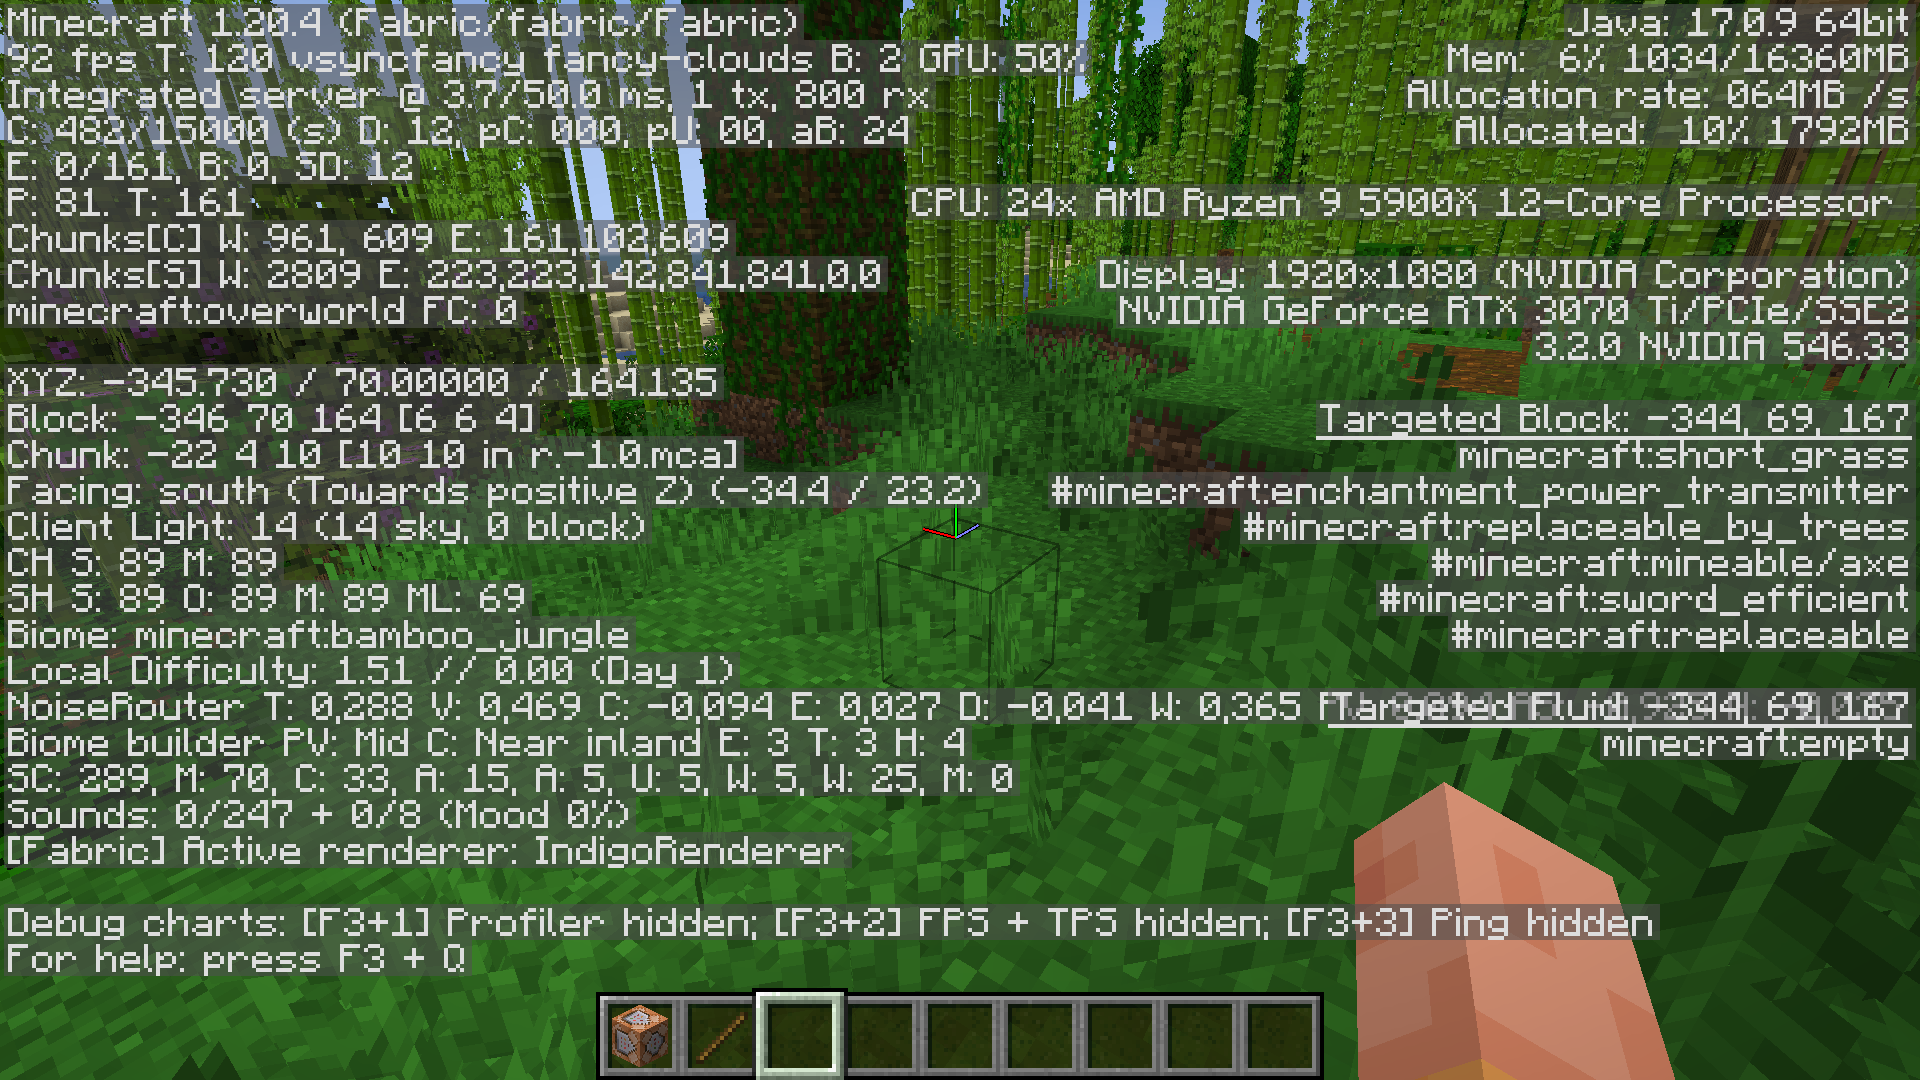 Minecraft 1.20.4 (Fabric/fabric/Fabric)
92 fps T: 120 vsyncfancy fancy-clouds B: 2 GPU: 50%
Integrated server @ 3.7/50.0 ms, 1 tx, 800 rx
C: 482/15000 (s) D: 12, pC: 000, pU: 00, aB: 24
E: 0/161, B: 0, SD: 12
P: 81. T: 161
Chunks[C] W: 961, 609 E: 161,102,609
Chunks[S] W: 2809 E: 223,223,142,841,841,0,0
minecraft:overworld FC: 0
XYZ: -345.730 / 70.00000 / 164.135
Block: -346 70 164 [6 6 4]
Chunk: -22 4 10 [10 10 in r.-1.0.mca]
Facing: south (Towards positive Z) (-34.4 / 23.2)
Client Light: 14 (14 sky, 0 block)
CH S: 89 M: 89
SH S: 89 O: 89 M: 89 ML: 69
Biome: minecraft:bamboo_jungle
Local Difficulty: 1.51 // 0.00 (Day 1)
NoiseRouter T: 0,288 V: 0,469 C: -0,094 E: 0,027 D: -0,041 W: 0,365
Biome builder PV: Mid C: Near inland E: 3 T: 3 H: 4
SC: 289, M: 70, C: 33, A: 15, A: 5, U: 5, W: 5, W: 25, M: 0
Sounds: 0/247 + 0/8 (Mood 0%)
[Fabric] Active renderer: IndigoRenderer
Debug charts: [F3+1] Profiler hidden; [F3+2] FPS + TPS hidden; [F3+3] Ping hidden
For help: press F3 + Q
Java: 17.0.9 64bit
Mem: 6% 1034/16360MB
Allocation rate: 064MB /s
Allocated: 10% 1792MB
CPU: 24x AMD Ryzen 9 5900X 12-Core Processor
Display: 1920x1080 (NVIDIA Corporation)
NVIDIA GeForce RTX 3070 Ti/PCIe/SSE2
3.2.0 NVIDIA 546.33
Targeted Block: -344, 69, 167
minecraft:short_grass
#minecraft:enchantment_power_transmitter
#minecraft:replaceable_by_trees
#minecraft:mineable/axe
#minecraft:sword_efficient
#minecraft:replaceable
Targeted Fluid: -344, 69, 167
minecraft:empty